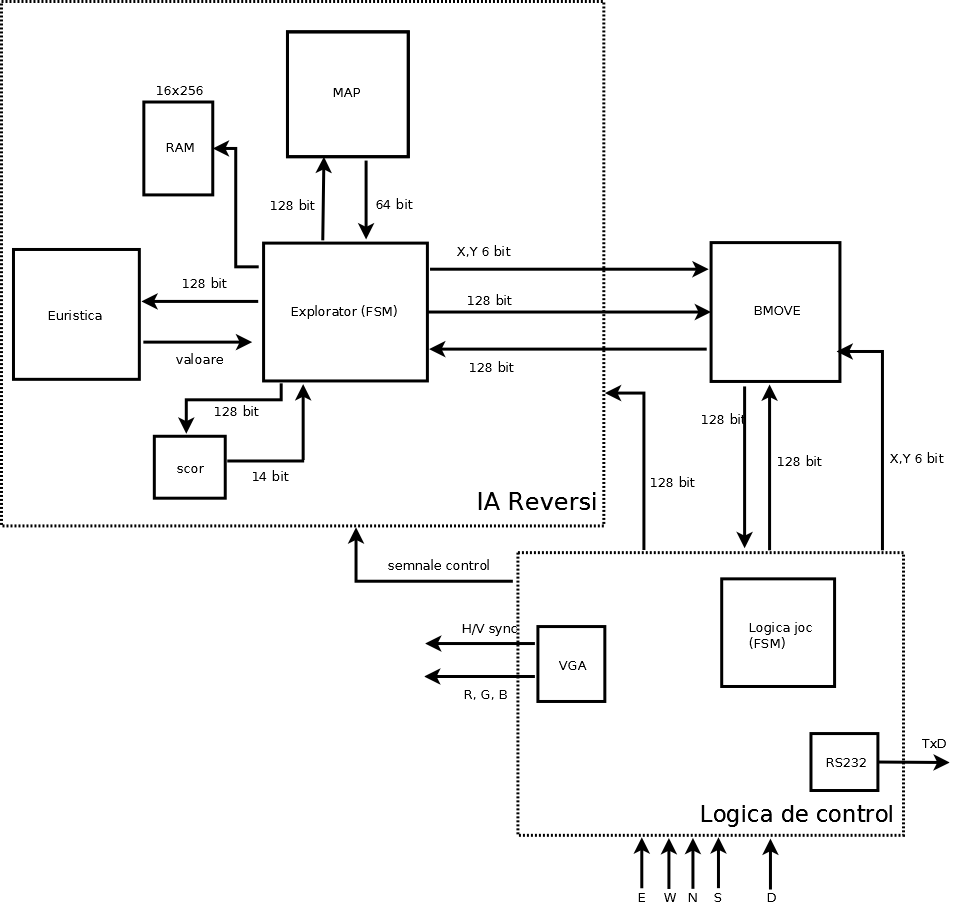 16x256
MAP
RAM
128 bit
64 bit
X,Y 6 bit
128 bit
128 bit
Euristica
Explorator (FSM)
BMOVE
valoare
128 bit
128 bit
14 bit
scor
IA Reversi
128 bit
128 bit
128 bit
X,Y 6 bit
semnale control
H/V sync
R, G, B
VGA
Logica joc
(FSM)
RS232
TxD
Logica de control
E W N S D